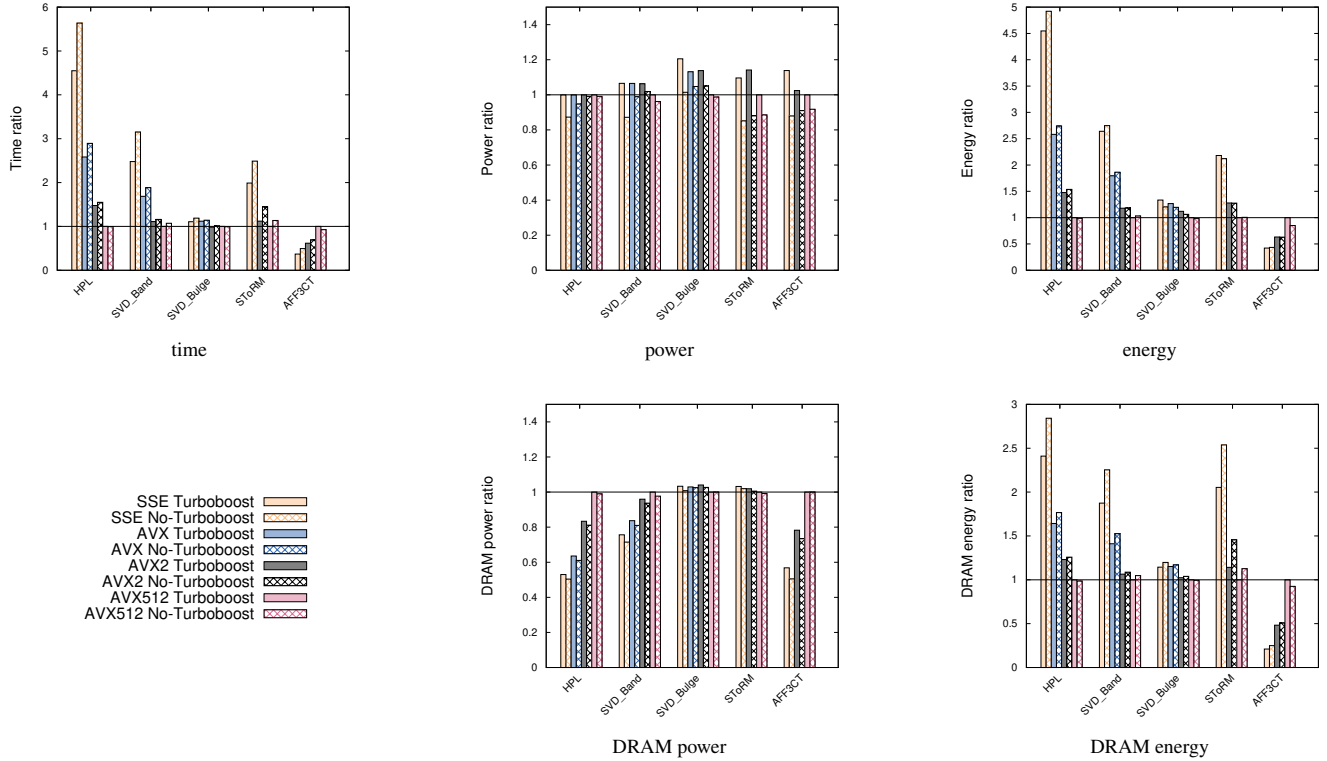 Time ratio
6
5
4
3
2
1
0
HPL
SVD_Band
SVD_Bulge
SToRM
AFF3CT
time
Power ratio
1.4
1.2
1
0.8
0.6
0.4
0.2
0
HPL
SVD_Band
SVD_Bulge
SToRM
AFF3CT
power
Energy ratio
5
4.5
4
3.5
3
2.5
2
1.5
1
0.5
0
HPL
SVD_Band
SVD_Bulge
SToRM
AFF3CT
energy
SSE Turboboost
SSE No-Turboboost
AVX Turboboost
AVX No-Turboboost
AVX2 Turboboost
AVX2 No-Turboboost
AVX512 Turboboost
AVX512 No-Turboboost
DRAM power ratio
1.4
1.2
1
0.8
0.6
0.4
0.2
0
HPL
SVD_Band
SVD_Bulge
SToRM
AFF3CT
DRAM power
DRAM energy ratio
3
2.5
2
1.5
1
0.5
0
HPL
SVD_Band
SVD_Bulge
SToRM
AFF3CT
DRAM energy